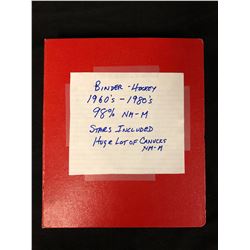 BINDER - HOCKEY
1960's - 1980's
98% NM-M
STARS INCLUDED
HUGE LOT OF CANUCKS
NM-M